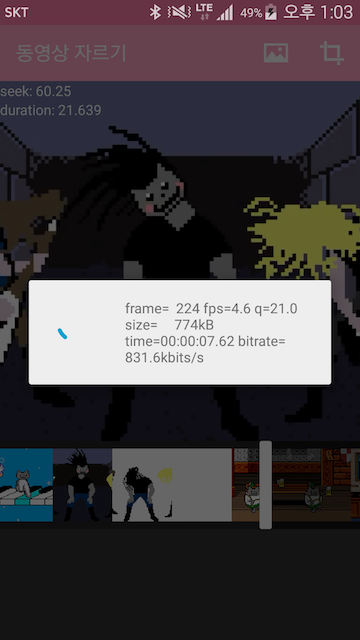 SKT LTE 49% 오후 1:03
동영상 자르기
seek: 60.25
duration: 21.639
frame=  224 fps=4.6 q=21.0
size=     774kB
time=00:00:07.62 bitrate=
831.6kbits/s